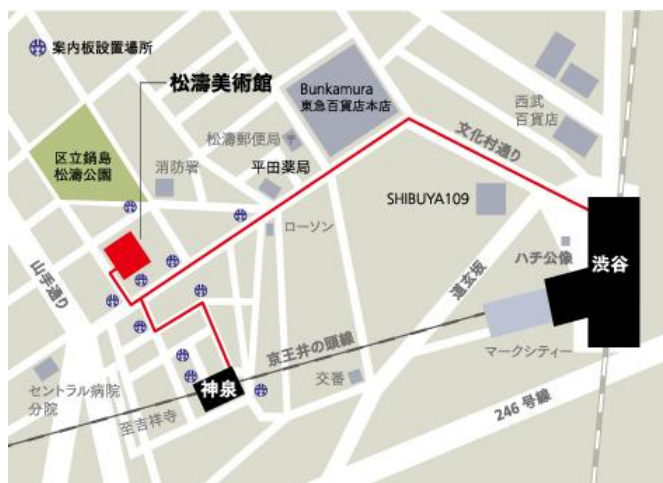 案内板設置場所
松濤美術館
Bunkamura
東急百貨店本店
西武
百貨店
松濤郵便局
文化村通り
区立鍋島
松濤公園
消防署
平田薬局
SHIBUYA109
ローソン
ハチ公像
渋谷
山手通り
道玄坂
京王井の頭線
マークシティー
セントラル病院
分院
神泉
交番
至吉祥寺
246号線